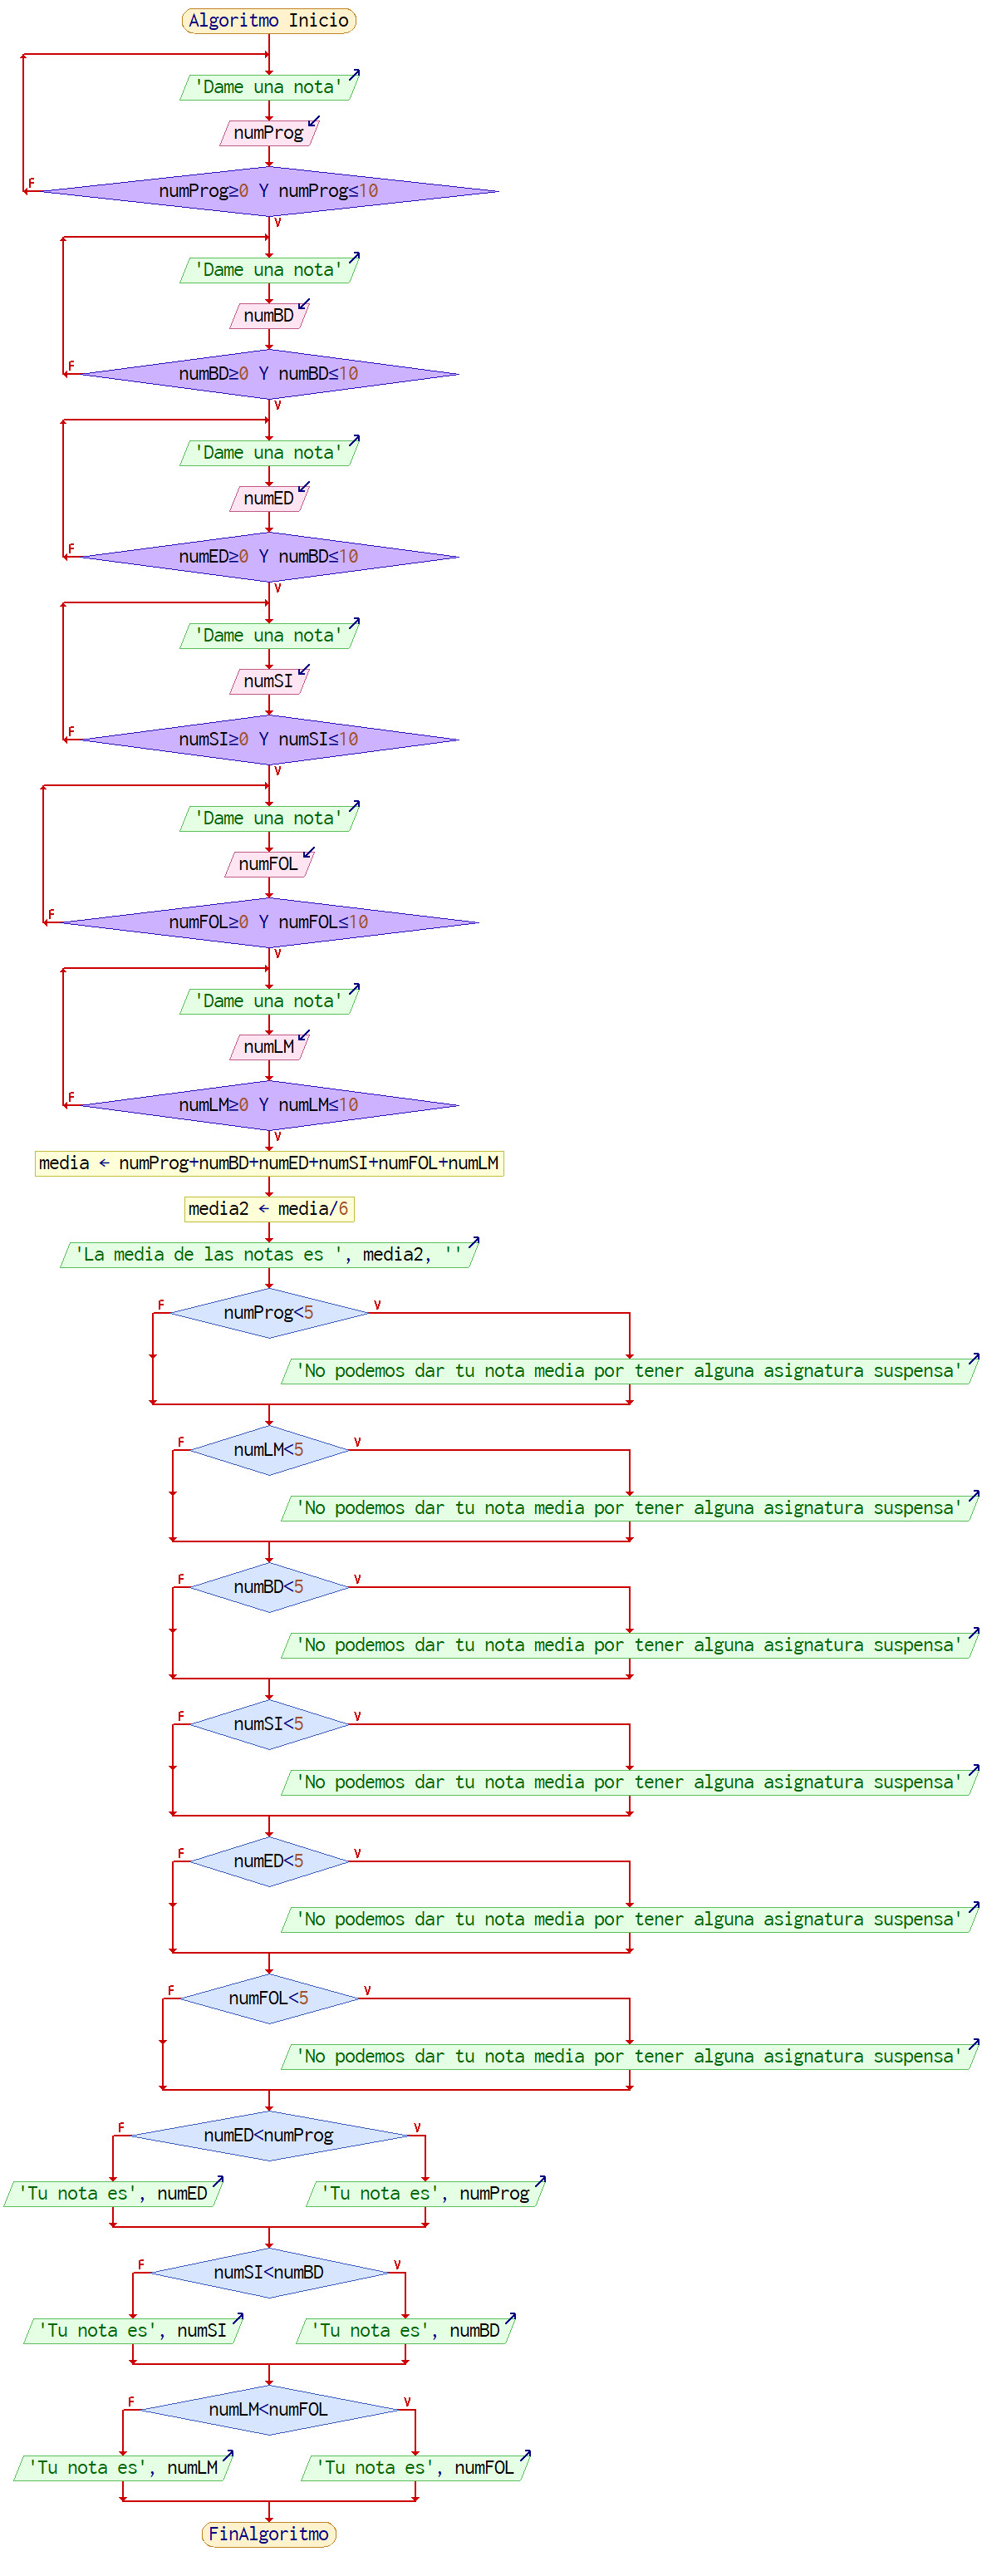 Algoritmo Inicio
'Dame una nota'
numProg
numProg≥0 Y numProg≤10
F
V
'Dame una nota'
numBD
numBD≥0 Y numBD≤10
F
V
'Dame una nota'
numED
numED≥0 Y numBD≤10
F
V
'Dame una nota'
numSI
numSI≥0 Y numSI≤10
F
V
'Dame una nota'
numFOL
numFOL≥0 Y numFOL≤10
F
V
'Dame una nota'
numLM
numLM≥0 Y numLM≤10
F
V
media ← numProg+numBD+numED+numSI+numFOL+numLM
media2 ← media/6
'La media de las notas es ', media2, ''
F
numProg<5
V
'No podemos dar tu nota media por tener alguna asignatura suspensa'
F
numLM<5
V
'No podemos dar tu nota media por tener alguna asignatura suspensa'
F
numBD<5
V
'No podemos dar tu nota media por tener alguna asignatura suspensa'
F
numSI<5
V
'No podemos dar tu nota media por tener alguna asignatura suspensa'
F
numED<5
V
'No podemos dar tu nota media por tener alguna asignatura suspensa'
F
numFOL<5
V
'No podemos dar tu nota media por tener alguna asignatura suspensa'
F
numED<numProg
V
'Tu nota es', numED
'Tu nota es', numProg
F
numSI<numBD
V
'Tu nota es', numSI
'Tu nota es', numBD
F
numLM<numFOL
V
'Tu nota es', numLM
'Tu nota es', numFOL
FinAlgoritmo